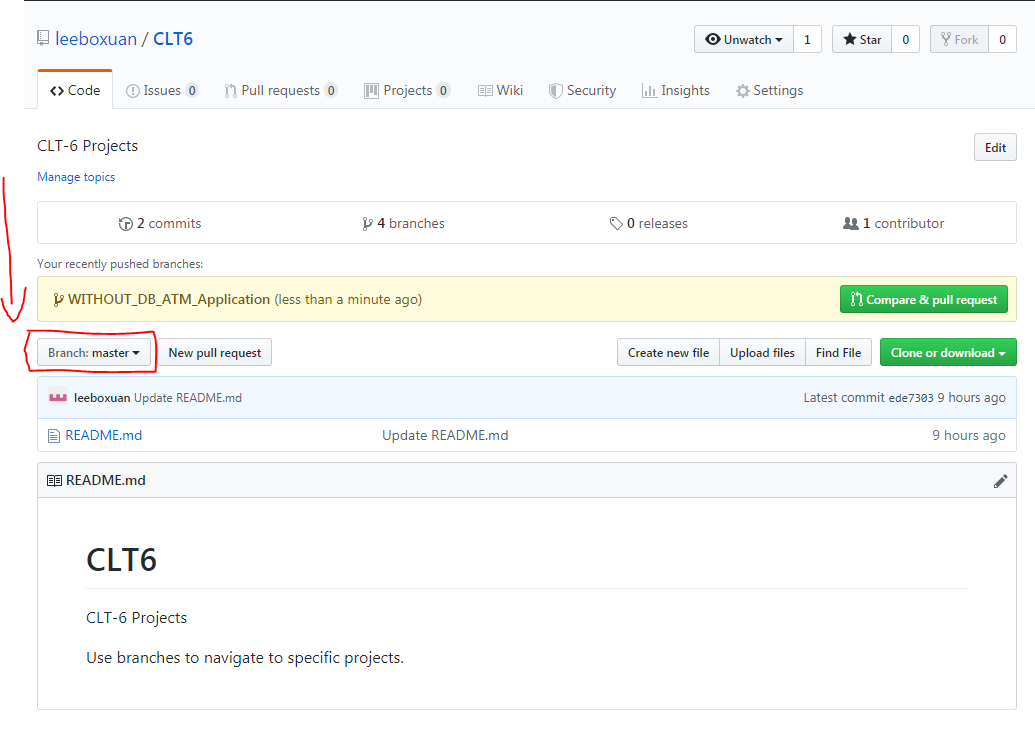 leeboxuan / CLT6 Unwatch 1 Star 0 Fork 0
Code Issues 0 Pull requests 0 Projects 0 Wiki Security Insights Settings
CLT-6 Projects Edit
Manage topics
2 commits 4 branches 0 releases 1 contributor
Your recently pushed branches:
WITHOUT_DB_ATM_Application (less than a minute ago) Compare & pull request
Branch: master New pull request Create new file Upload files Find File Clone or download
leeboxuan Update README.md Latest commit ede7303 9 hours ago
README.md Update README.md 9 hours ago
README.md
CLT6
CLT-6 Projects
Use branches to navigate to specific projects.